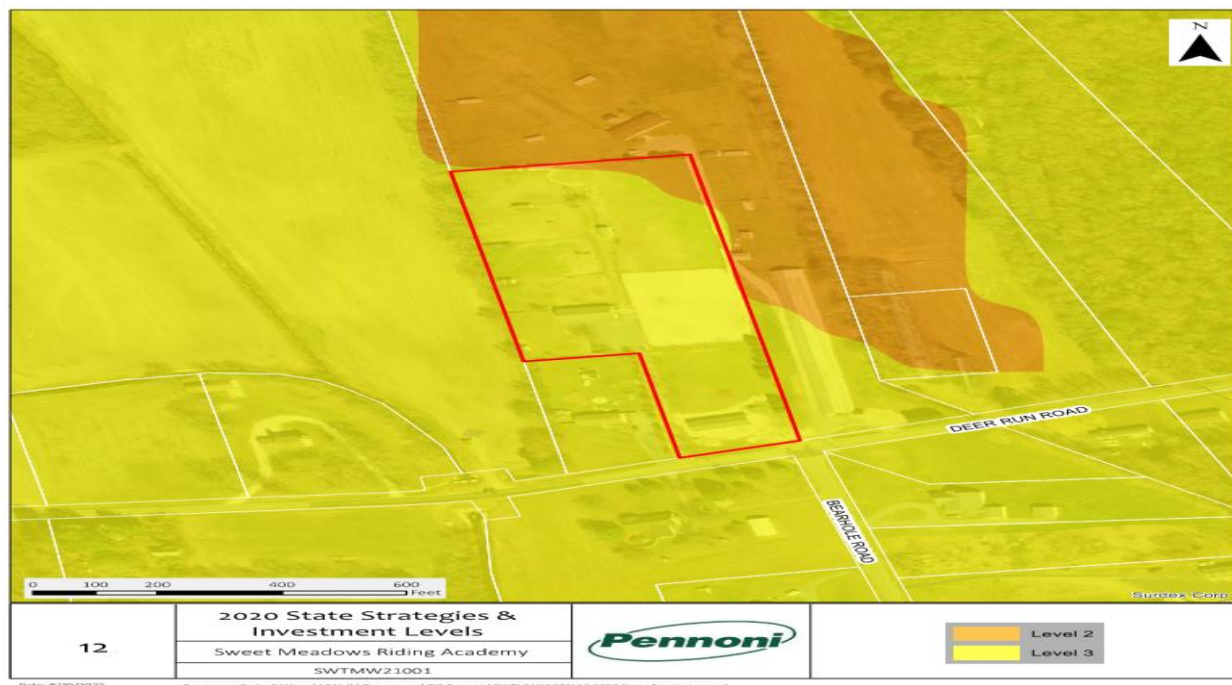 N
DEER RUN ROAD
BEARHOLE ROAD
0 100 200 400 600
Feet
Surdex Corp
12
2020 State Strategies &
Investment Levels
Sweet Meadows Riding Academy
SWTMW21001
Pennoni
Level 2
Level 3